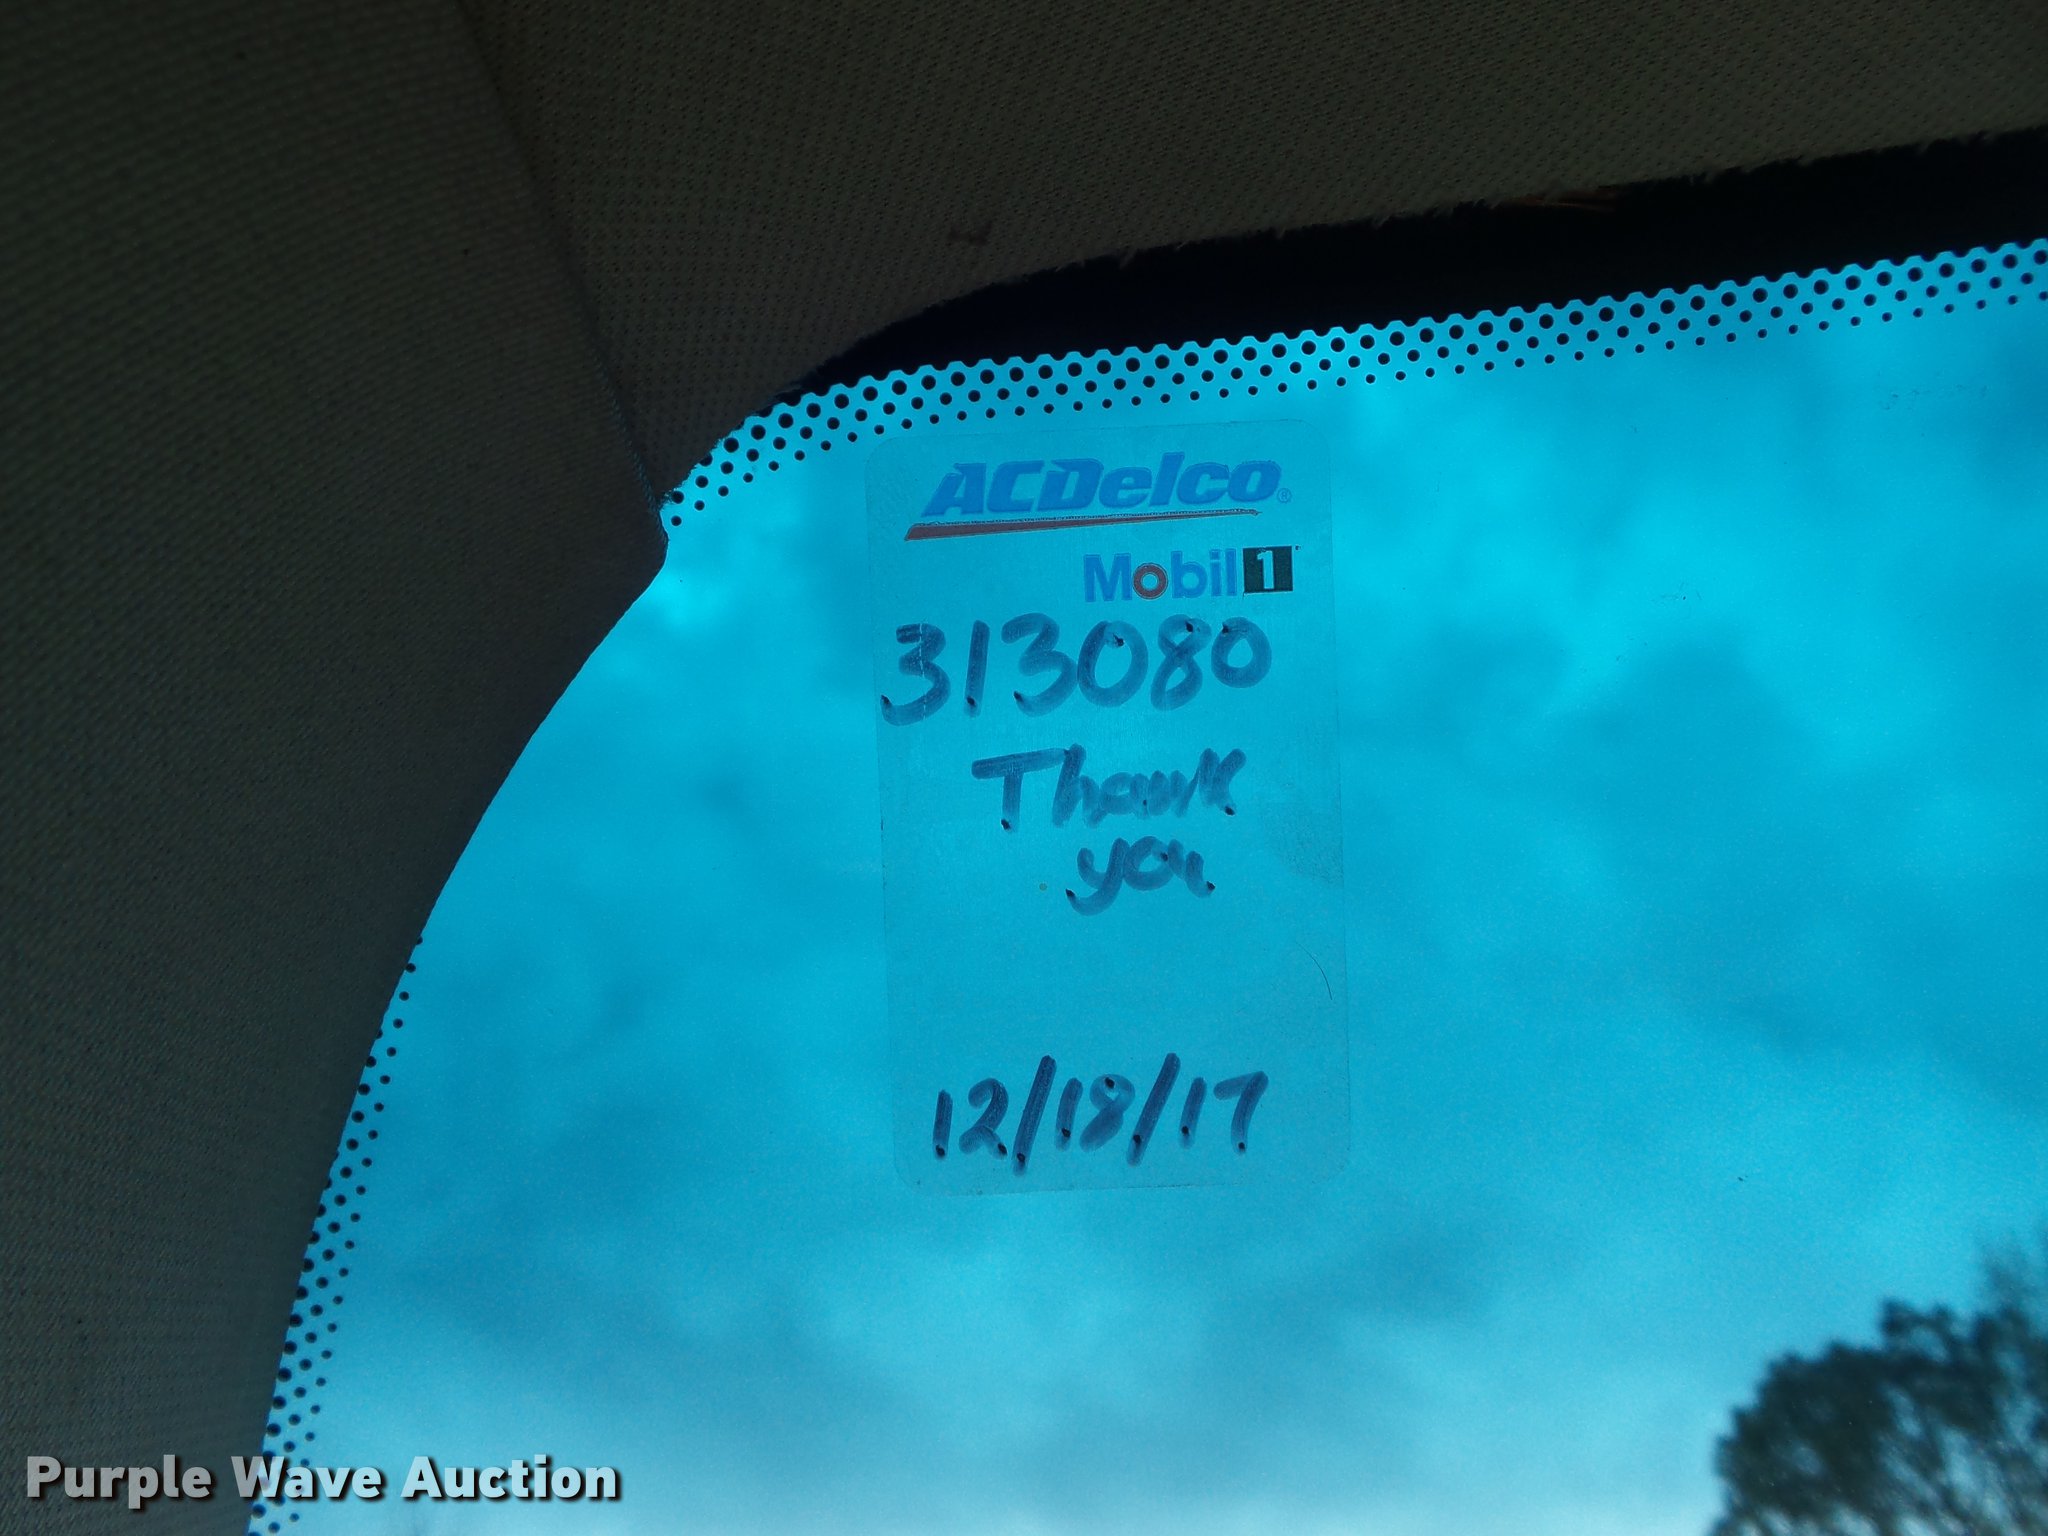 ACDelco®
Mobil 1
313080
Thank
you
12/18/17
Purple Wave Auction